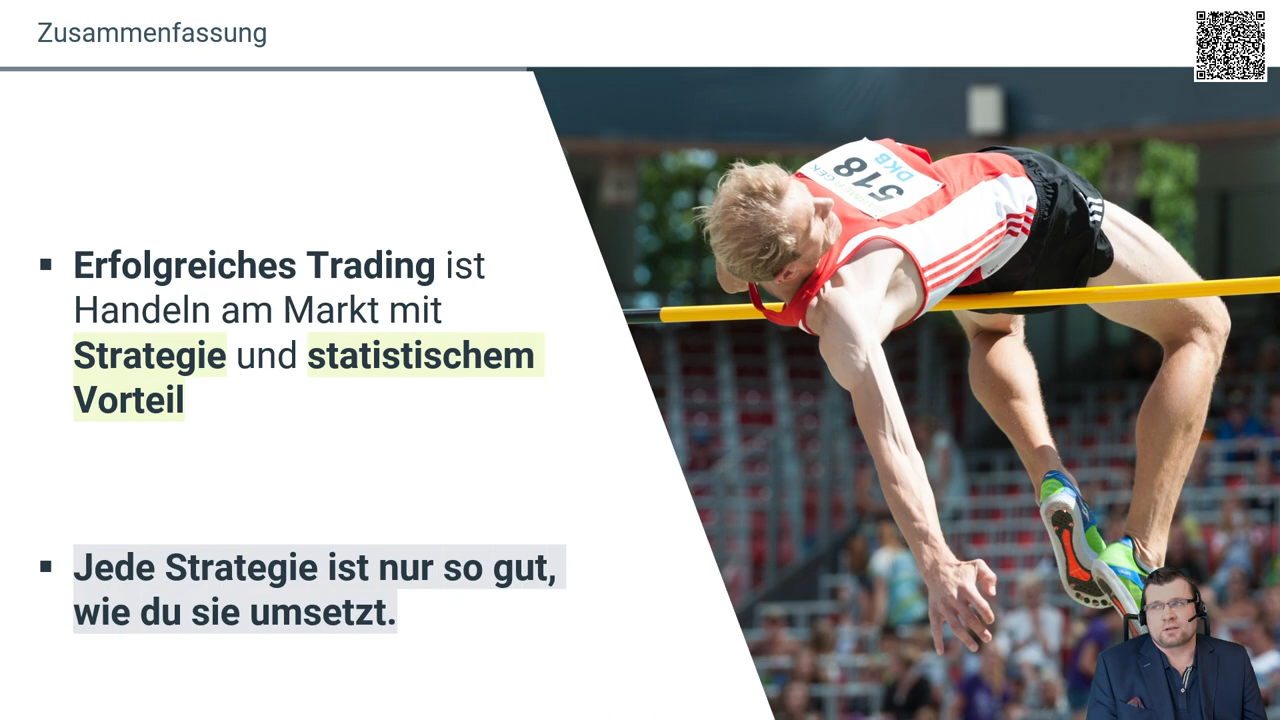 Zusammenfassung
▪ Erfolgreiches Trading ist
Handeln am Markt mit
Strategie und statistischem
Vorteil
▪ Jede Strategie ist nur so gut,
wie du sie umsetzt.
518
DKB